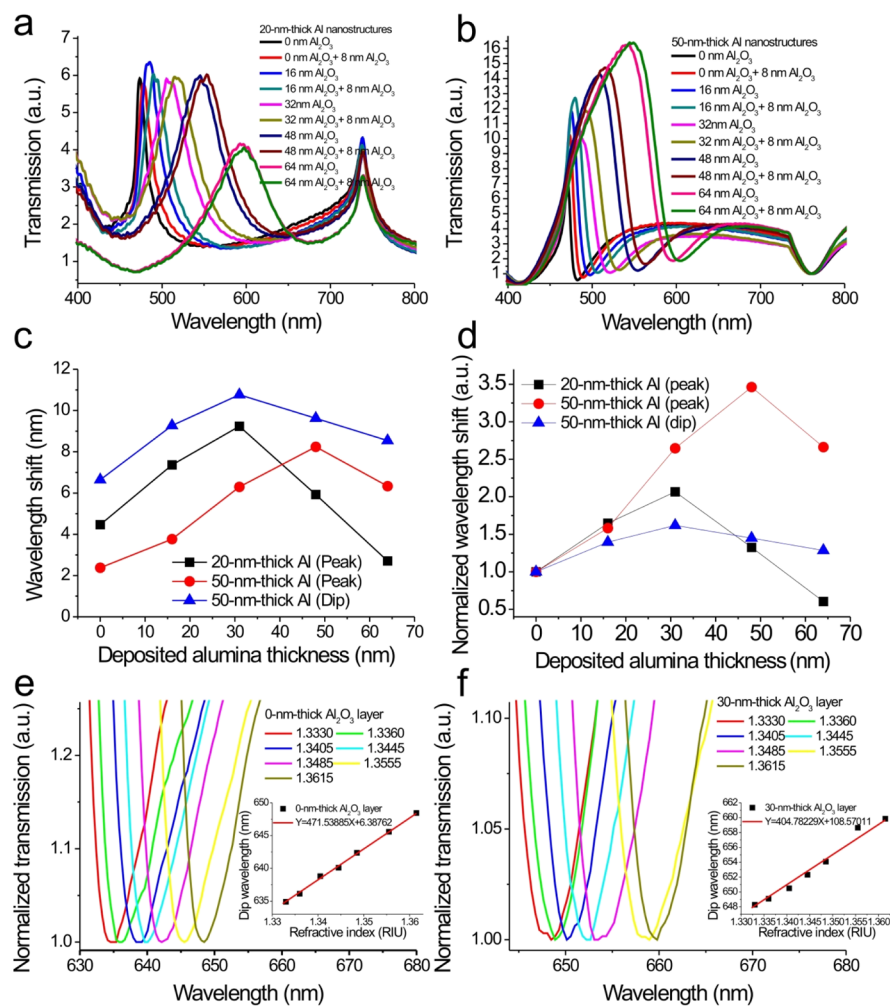 a
20-nm-thick Al nanostructures
0 nm Al₂O₃
0 nm Al₂O₃+ 8 nm Al₂O₃
16 nm Al₂O₃
16 nm Al₂O₃+ 8 nm Al₂O₃
32nm Al₂O₃
32 nm Al₂O₃+ 8 nm Al₂O₃
48 nm Al₂O₃
48 nm Al₂O₃+ 8 nm Al₂O₃
64 nm Al₂O₃
64 nm Al₂O₃+ 8 nm Al₂O₃
Transmission (a.u.)
7
6
5
4
3
2
1
400 500 600 700 800
Wavelength (nm)
b
50-nm-thick Al nanostructures
0 nm Al₂O₃
0 nm Al₂O₃+ 8 nm Al₂O₃
16 nm Al₂O₃
16 nm Al₂O₃+ 8 nm Al₂O₃
32nm Al₂O₃
32 nm Al₂O₃+ 8 nm Al₂O₃
48 nm Al₂O₃
48 nm Al₂O₃+ 8 nm Al₂O₃
64 nm Al₂O₃
64 nm Al₂O₃+ 8 nm Al₂O₃
Transmission (a.u.)
16
15
14
13
12
11
10
9
8
7
6
5
4
3
2
1
400 500 600 700 800
Wavelength (nm)
c
Wavelength shift (nm)
12
10
8
6
4
2
0
20-nm-thick Al (Peak)
50-nm-thick Al (Peak)
50-nm-thick Al (Dip)
0 10 20 30 40 50 60 70
Deposited alumina thickness (nm)
d
Normalized wavelength shift (a.u.)
3.5
3.0
2.5
2.0
1.5
1.0
0.5
20-nm-thick Al (peak)
50-nm-thick Al (peak)
50-nm-thick Al (dip)
0 10 20 30 40 50 60 70
Deposited alumina thickness (nm)
e
Normalized transmission (a.u.)
1.2
1.1
1.0
0-nm-thick Al₂O₃ layer
1.3330 1.3360
1.3405 1.3445
1.3485 1.3555
1.3615
Dip wavelength (nm)
650
645
640
635
0-nm-thick Al₂O₃ layer
Y=471.53885X+6.38762
1.33 1.34 1.35 1.36
Refractive index (RIU)
630 640 650 660 670 680
Wavelength (nm)
f
Normalized transmission (a.u.)
1.10
1.05
1.00
30-nm-thick Al₂O₃ layer
1.3330 1.3360
1.3405 1.3445
1.3485 1.3555
1.3615
Dip wavelength (nm)
662
660
658
656
654
652
650
648
30-nm-thick Al₂O₃ layer
Y=404.78229X+108.57011
1.330 1.335 1.340 1.345 1.350 1.355 1.360
Refractive index (RIU)
650 660 670 680
Wavelength (nm)